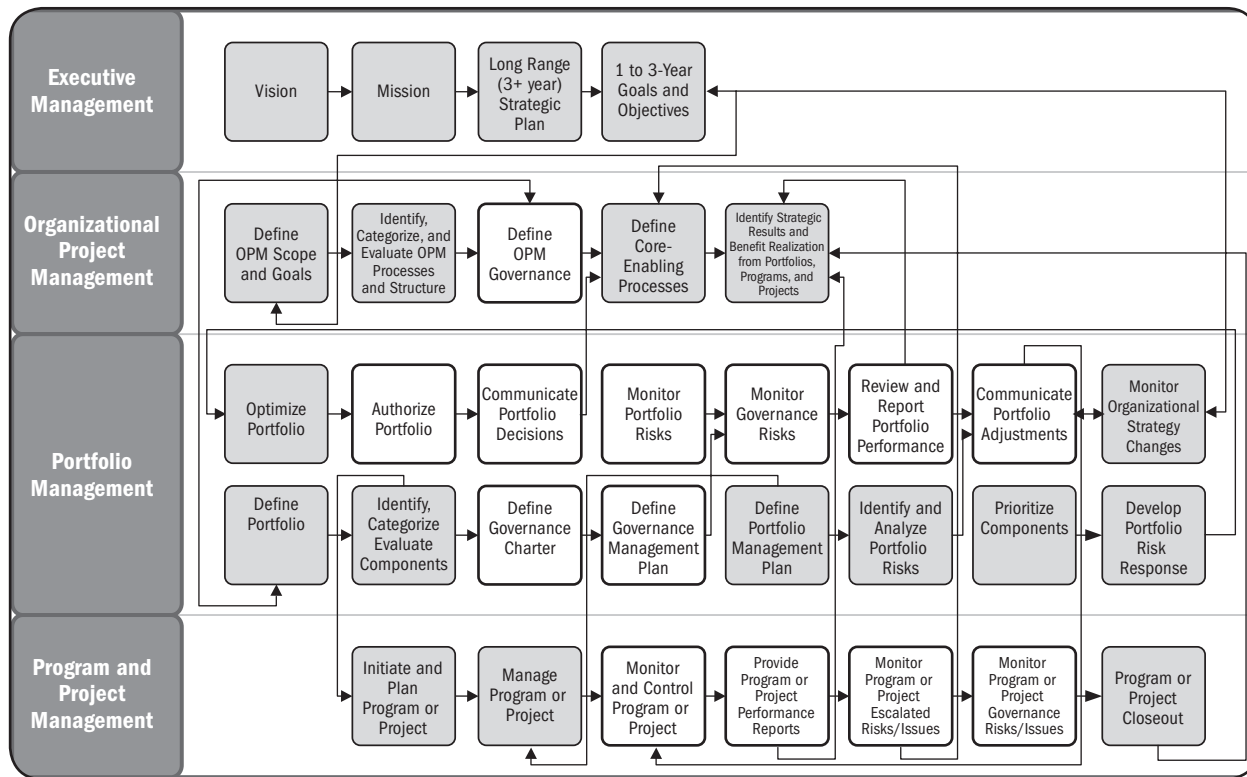 Executive
Management
Vision
Mission
Long Range
(3+ year)
Strategic
Plan
1 to 3-Year
Goals and
Objectives
Organizational
Project
Management
Define
OPM Scope
and Goals
Identify,
Categorize, and
Evaluate OPM
Processes
and Structure
Define
OPM
Governance
Define
Core-
Enabling
Processes
Identify Strategic
Results and
Benefit Realization
from Portfolios,
Programs, and
Projects
Portfolio
Management
Optimize
Portfolio
Authorize
Portfolio
Communicate
Portfolio
Decisions
Monitor
Portfolio
Risks
Monitor
Governance
Risks
Review and
Report
Portfolio
Performance
Communicate
Portfolio
Adjustments
Monitor
Organizational
Strategy
Changes
Define
Portfolio
Identify,
Categorize
Evaluate
Components
Define
Governance
Charter
Define
Governance
Management
Plan
Define
Portfolio
Management
Plan
Identify and
Analyze
Portfolio
Risks
Prioritize
Components
Develop
Portfolio
Risk
Response
Program and
Project
Management
Initiate and
Plan
Program or
Project
Manage
Program or
Project
Monitor
and Control
Program or
Project
Provide
Program or
Project
Performance
Reports
Monitor
Program or
Project
Escalated
Risks/Issues
Monitor
Program or
Project
Governance
Risks/Issues
Program or
Project
Closeout